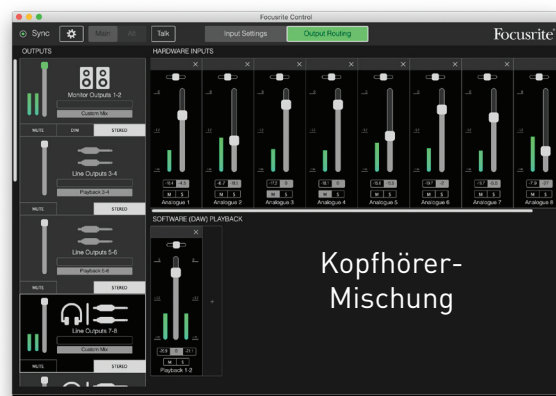 Focusrite Control
Sync
Main
Alt
Talk
Input Settings
Output Routing
Focusrite
OUTPUTS
Monitor Outputs 1-2
Custom Mix
MUTE DIM STEREO
Line Outputs 3-4
Playback 3-4
MUTE STEREO
Line Outputs 5-6
Playback 5-6
MUTE STEREO
Line Outputs 7-8
Custom Mix
MUTE STEREO
HARDWARE INPUTS
M S M S M S M S M S M S M S M S
Analogue 1 Analogue 2 Analogue 3 Analogue 4 Analogue 5 Analogue 6 Analogue 7 Analogue 8
SOFTWARE (DAW) PLAYBACK
M S
Playback 1-2
Kopfhörer-
Mischung